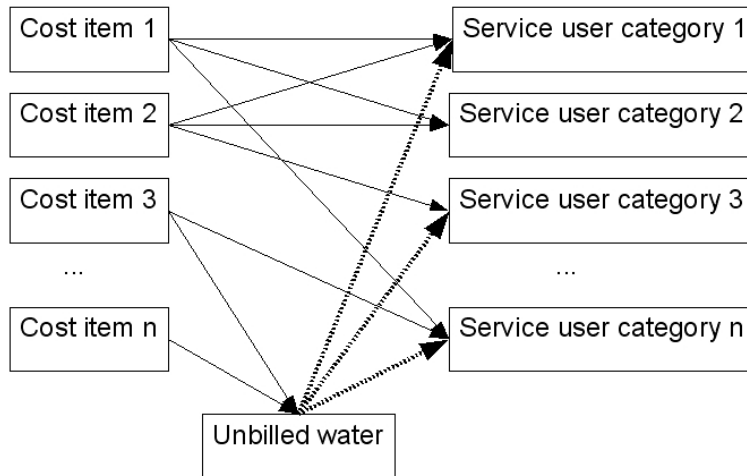 Cost item 1
Service user category 1
Cost item 2
Service user category 2
Cost item 3
Service user category 3
...
...
Cost item n
Service user category n
Unbilled water